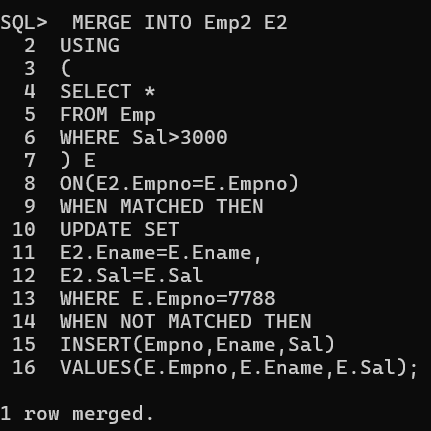 SQL>  MERGE INTO Emp2 E2
  2  USING
  3  (
  4  SELECT *
  5  FROM Emp
  6  WHERE Sal>3000
  7  ) E
  8  ON(E2.Empno=E.Empno)
  9  WHEN MATCHED THEN
 10  UPDATE SET
 11  E2.Ename=E.Ename,
 12  E2.Sal=E.Sal
 13  WHERE E.Empno=7788
 14  WHEN NOT MATCHED THEN
 15  INSERT(Empno,Ename,Sal)
 16  VALUES(E.Empno,E.Ename,E.Sal);
1 row merged.